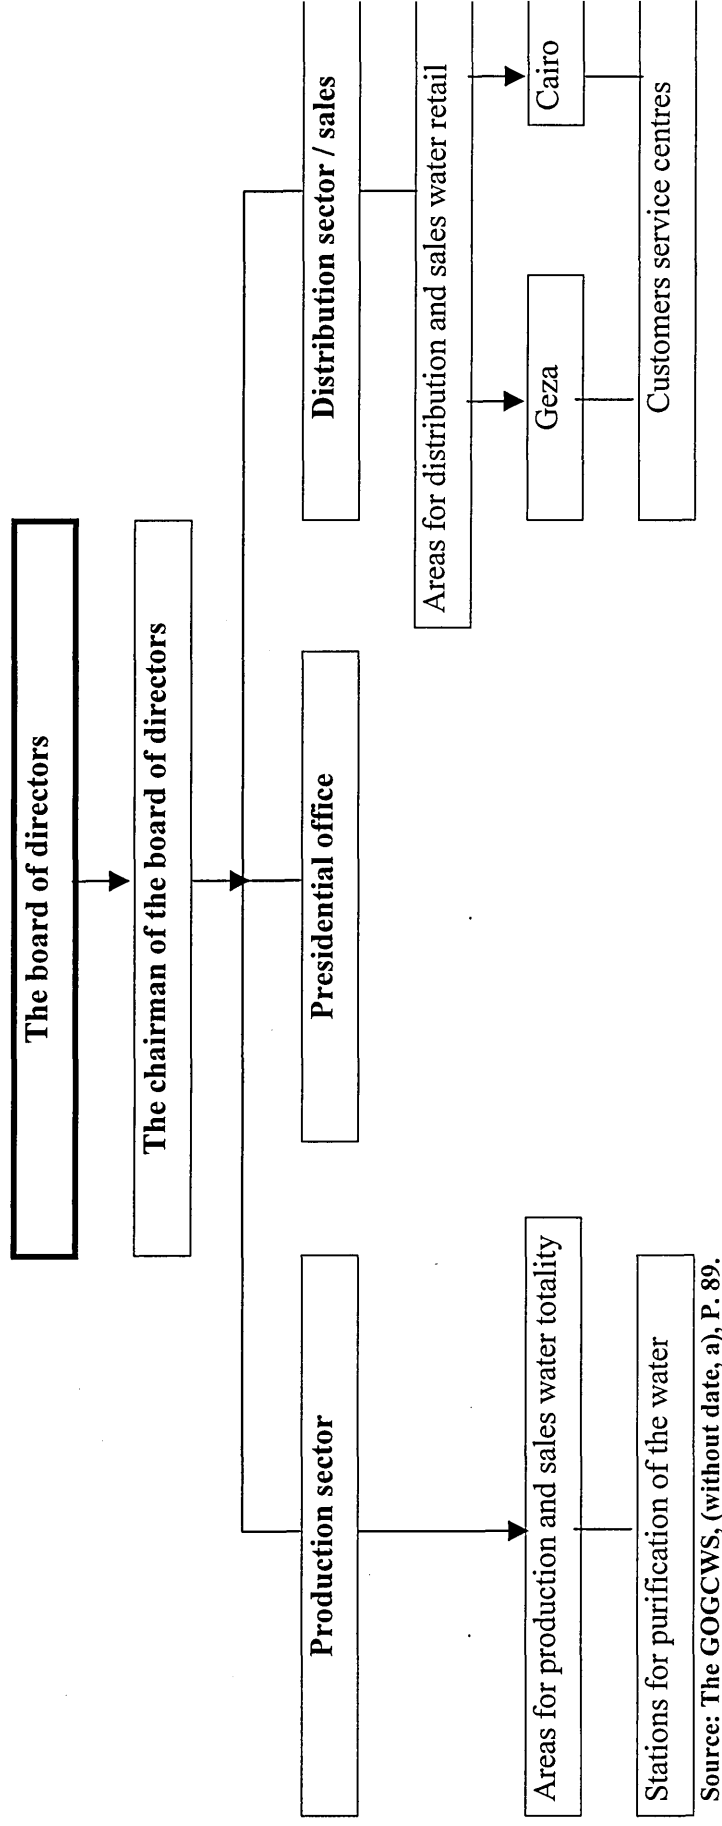 The board of directors
The chairman of the board of directors
Production sector
Presidential office
Distribution sector / sales
Areas for distribution and sales water retail
Areas for production and sales water totality
Geza
Cairo
Stations for purification of the water
Customers service centres
Source: The GOGCWS, (without date, a), P. 89.